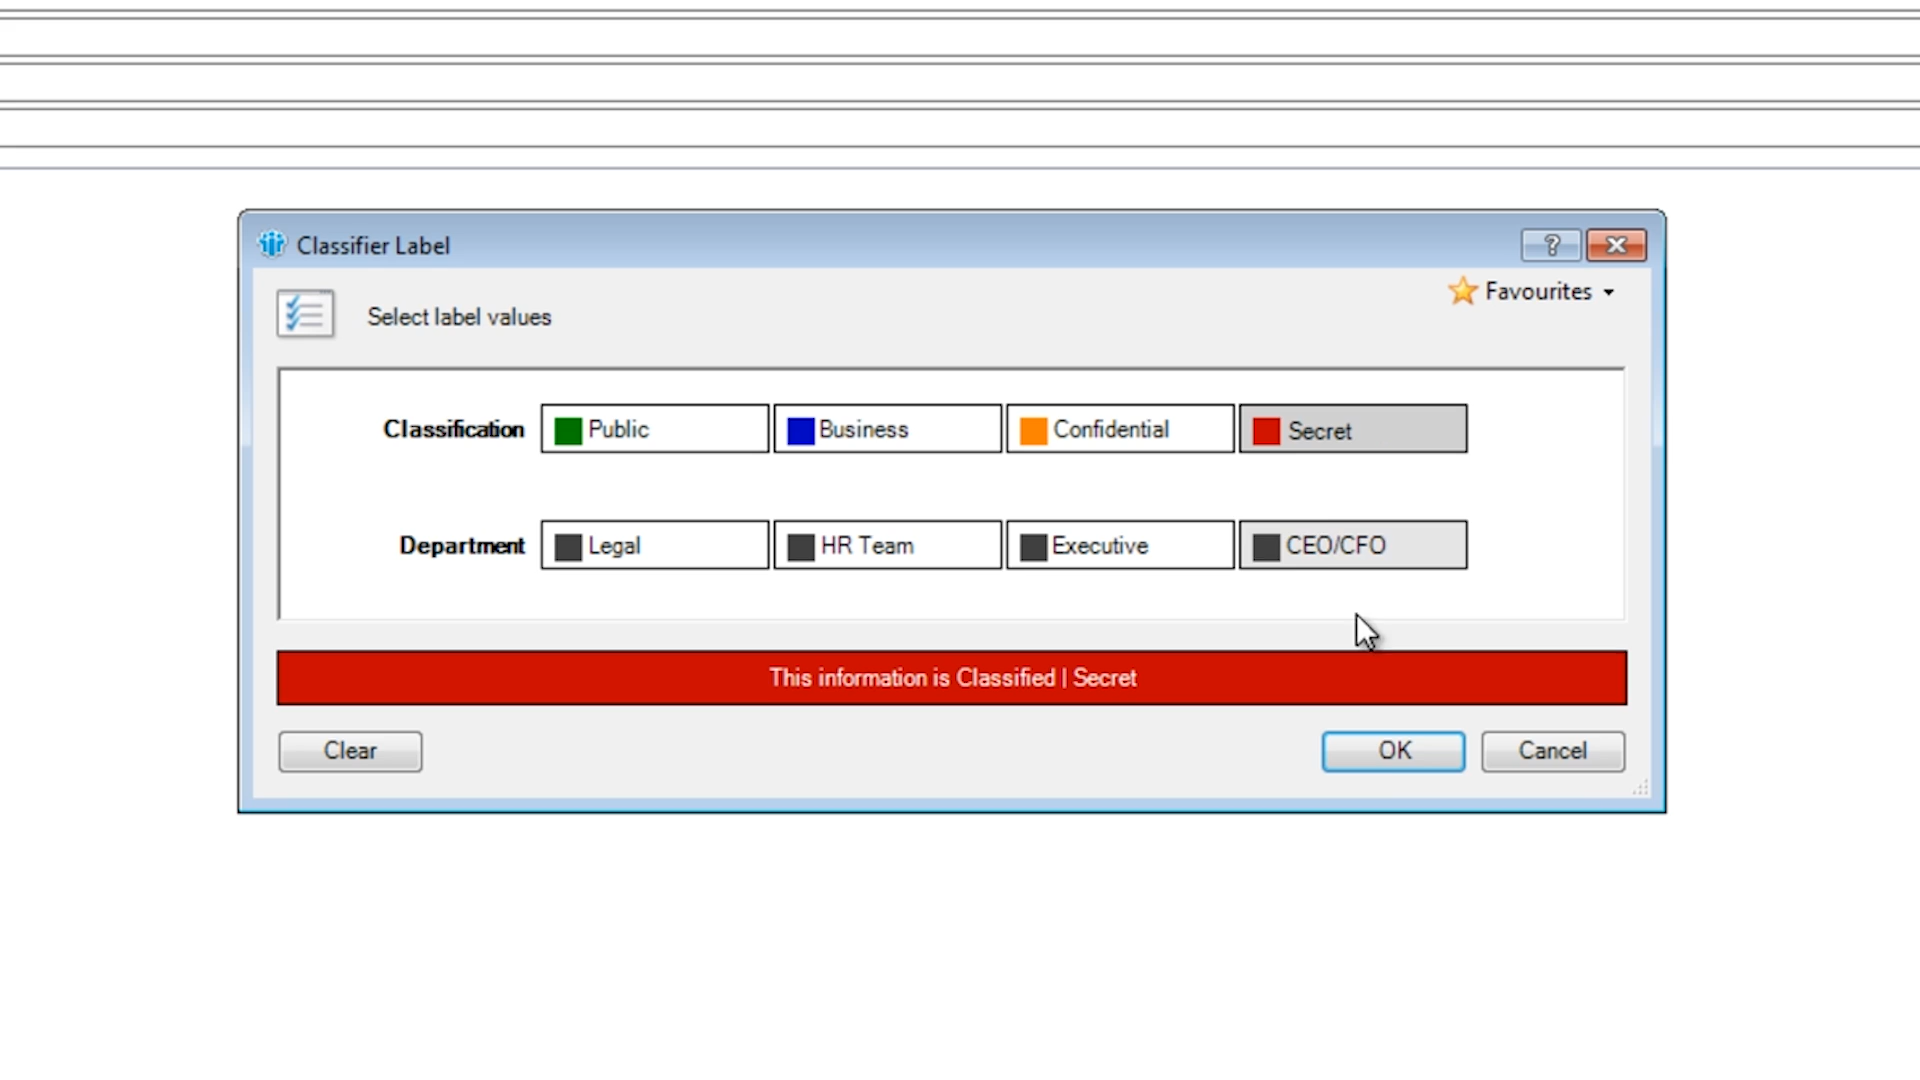 Classifier Label
?
Favourites
Select label values
Classification Public Business Confidential Secret
Department Legal HR Team Executive CEO/CFO
This information is Classified | Secret
Clear OK Cancel